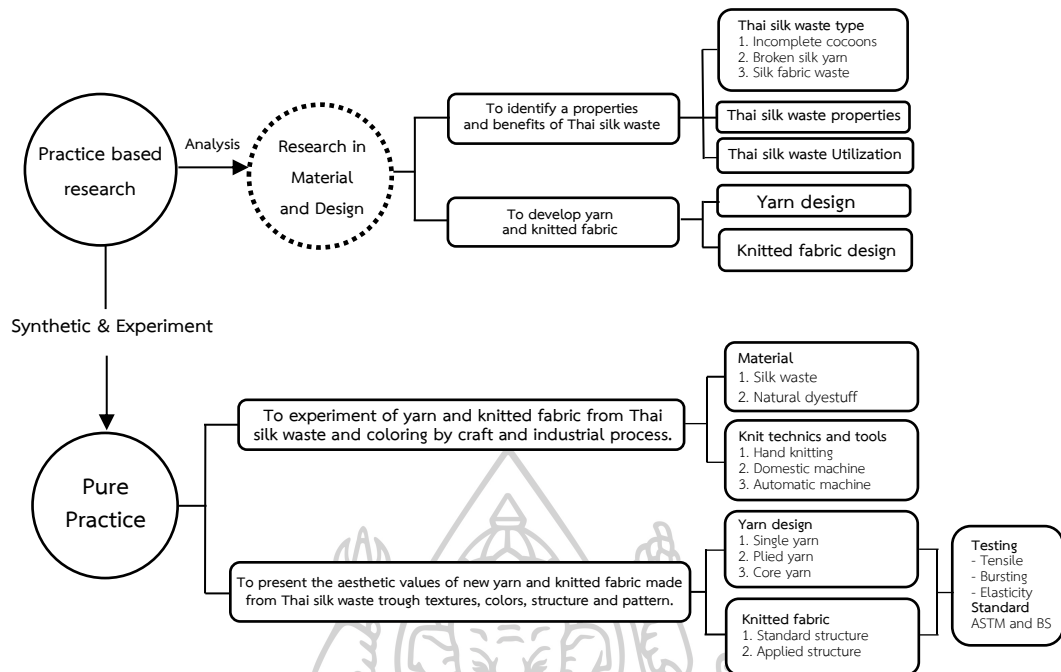 Practice based
research
Analysis
Research in
Material
and Design
To identify a properties
and benefits of Thai silk waste
Thai silk waste type
1. Incomplete cocoons
2. Broken silk yarn
3. Silk fabric waste
Thai silk waste properties
Thai silk waste Utilization
To develop yarn
and knitted fabric
Yarn design
Knitted fabric design
Synthetic & Experiment
Pure
Practice
To experiment of yarn and knitted fabric from Thai
silk waste and coloring by craft and industrial process.
Material
1. Silk waste
2. Natural dyestuff
Knit technics and tools
1. Hand knitting
2. Domestic machine
3. Automatic machine
To present the aesthetic values of new yarn and knitted fabric made
from Thai silk waste trough textures, colors, structure and pattern.
Yarn design
1. Single yarn
2. Plied yarn
3. Core yarn
Knitted fabric
1. Standard structure
2. Applied structure
Testing
- Tensile
- Bursting
- Elasticity
Standard
ASTM and BS